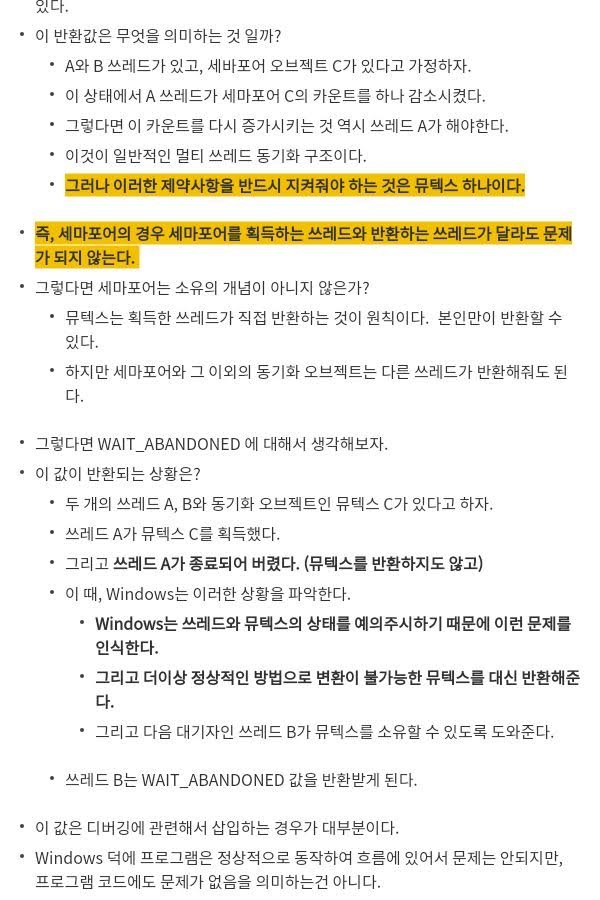 있다.
이 반환값은 무엇을 의미하는 것 일까?
A와 B 쓰레드가 있고, 세바포어 오브젝트 C가 있다고 가정하자.
이 상태에서 A 쓰레드가 세마포어 C의 카운트를 하나 감소시켰다.
그렇다면 이 카운트를 다시 증가시키는 것 역시 쓰레드 A가 해야한다.
이것이 일반적인 멀티 쓰레드 동기화 구조이다.
그러나 이러한 제약사항을 반드시 지켜줘야 하는 것은 뮤텍스 하나이다.
즉, 세마포어의 경우 세마포어를 획득하는 쓰레드와 반환하는 쓰레드가 달라도 문제
가 되지 않는다.
그렇다면 세마포어는 소유의 개념이 아니지 않은가?
뮤텍스는 획득한 쓰레드가 직접 반환하는 것이 원칙이다. 본인만이 반환할 수
있다.
하지만 세마포어와 그 이외의 동기화 오브젝트는 다른 쓰레드가 반환해줘도 된
다.
그렇다면 WAIT_ABANDONED 에 대해서 생각해보자.
이 값이 반환되는 상황은?
두 개의 쓰레드 A, B와 동기화 오브젝트인 뮤텍스 C가 있다고 하자.
쓰레드 A가 뮤텍스 C를 획득했다.
그리고 쓰레드 A가 종료되어 버렸다. (뮤텍스를 반환하지도 않고)
이 때, Windows는 이러한 상황을 파악한다.
Windows는 쓰레드와 뮤텍스의 상태를 예의주시하기 때문에 이런 문제를
인식한다.
그리고 더이상 정상적인 방법으로 변환이 불가능한 뮤텍스를 대신 반환해준
다.
그리고 다음 대기자인 쓰레드 B가 뮤텍스를 소유할 수 있도록 도와준다.
쓰레드 B는 WAIT_ABANDONED 값을 반환받게 된다.
이 값은 디버깅에 관련해서 삽입하는 경우가 대부분이다.
Windows 덕에 프로그램은 정상적으로 동작하여 흐름에 있어서 문제는 안되지만,
프로그램 코드에도 문제가 없음을 의미하는건 아니다.